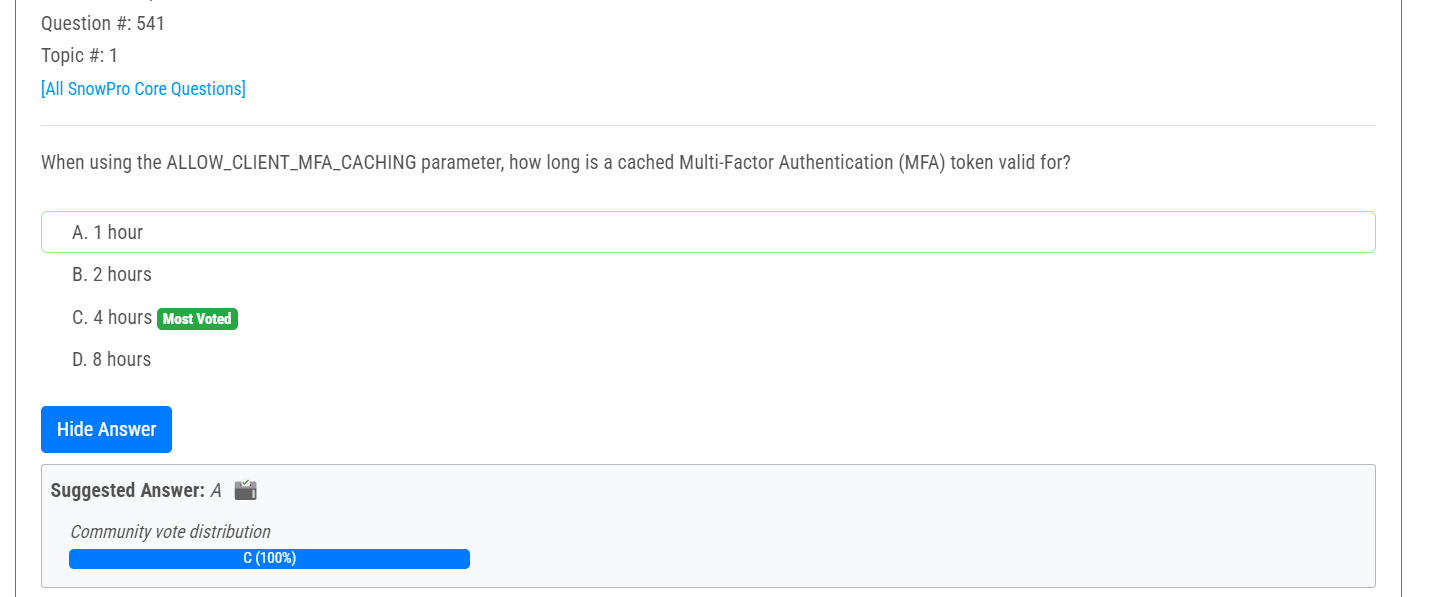 Question #: 541
Topic #: 1
[All SnowPro Core Questions]
When using the ALLOW_CLIENT_MFA_CACHING parameter, how long is a cached Multi-Factor Authentication (MFA) token valid for?
A. 1 hour
B. 2 hours
C. 4 hours Most Voted
D. 8 hours
Hide Answer
Suggested Answer: A
Community vote distribution
C (100%)